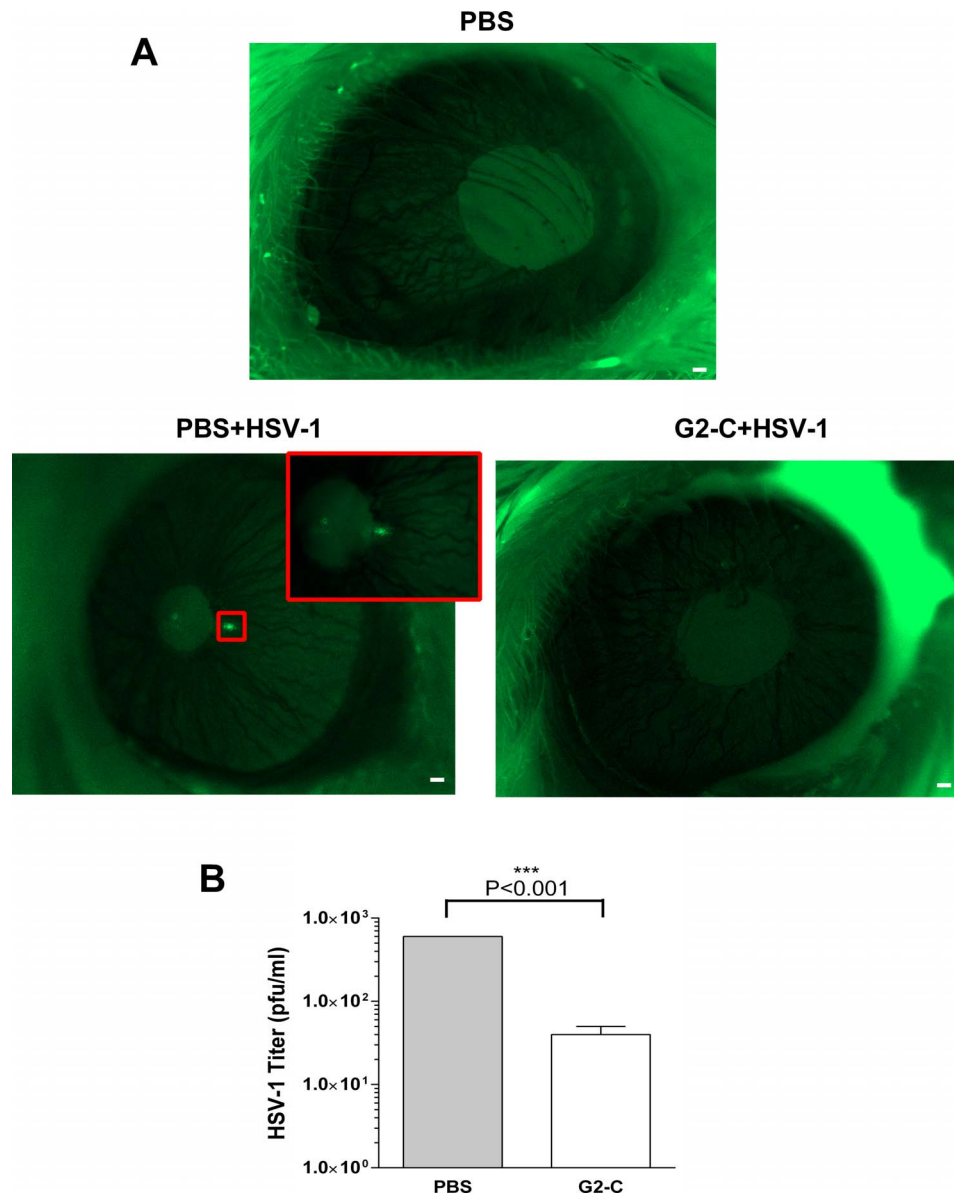 PBS
A
PBS+HSV-1
G2-C+HSV-1
B
***
P<0.001
1.0×10³
1.0×10²
1.0×10¹
1.0×10⁰
HSV-1 Titer (pfu/ml)
PBS
G2-C